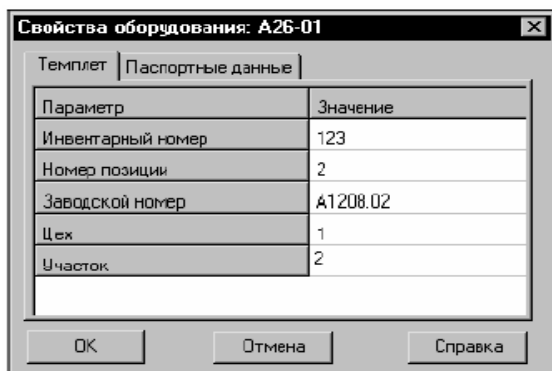 Свойства оборудования: А26-01
Темплет Паспортные данные
Параметр Значение
Инвентарный номер 123
Номер позиции 2
Заводской номер А1208.02
Цех 1
Участок 2
ОК Отмена Справка